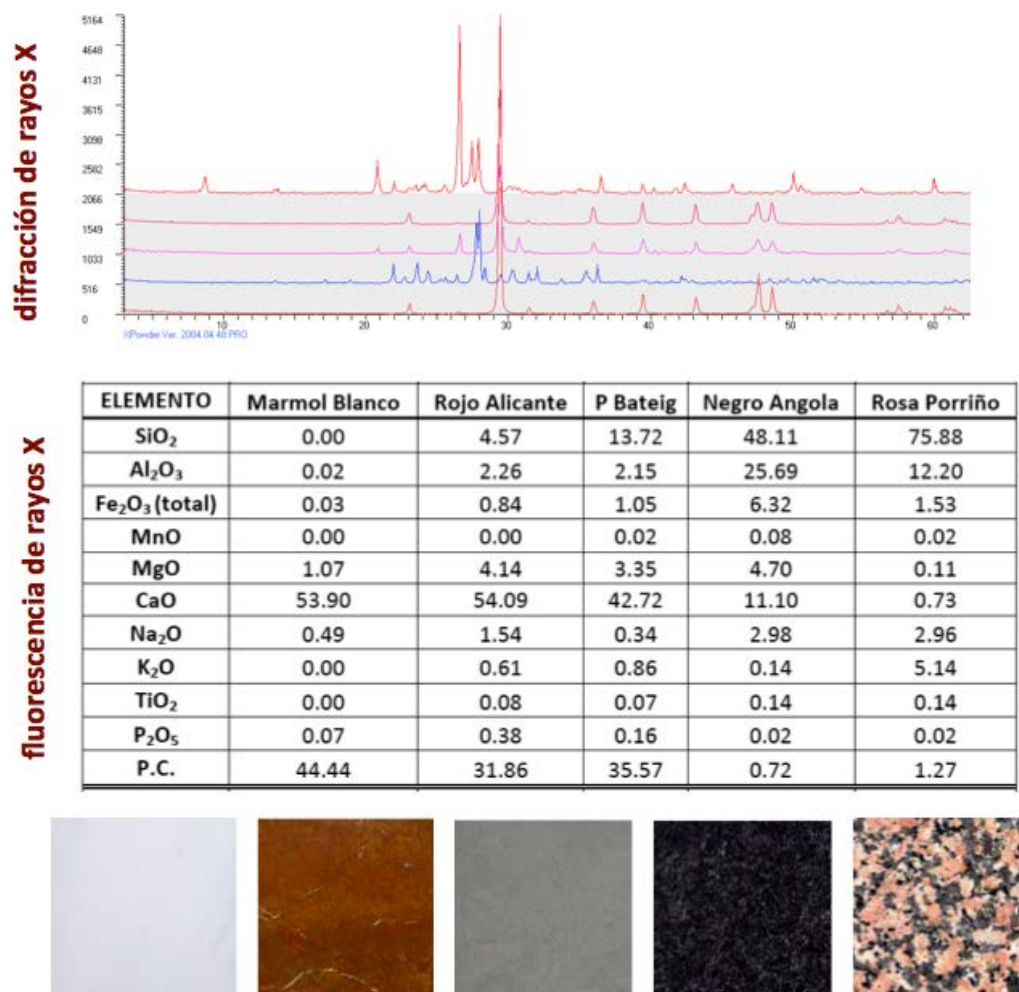 difracción de rayos X
5164
4648
4131
3615
3098
2582
2066
1549
1033
516
0
10 20 30 40 50 60
XPowder Ver. 2004.04.48 PRO
fluorescencia de rayos X
ELEMENTO Marmol Blanco Rojo Alicante P Bateig Negro Angola Rosa Porriño
SiO₂ 0.00 4.57 13.72 48.11 75.88
Al₂O₃ 0.02 2.26 2.15 25.69 12.20
Fe₂O₃ (total) 0.03 0.84 1.05 6.32 1.53
MnO 0.00 0.00 0.02 0.08 0.02
MgO 1.07 4.14 3.35 4.70 0.11
CaO 53.90 54.09 42.72 11.10 0.73
Na₂O 0.49 1.54 0.34 2.98 2.96
K₂O 0.00 0.61 0.86 0.14 5.14
TiO₂ 0.00 0.08 0.07 0.14 0.14
P₂O₅ 0.07 0.38 0.16 0.02 0.02
P.C. 44.44 31.86 35.57 0.72 1.27